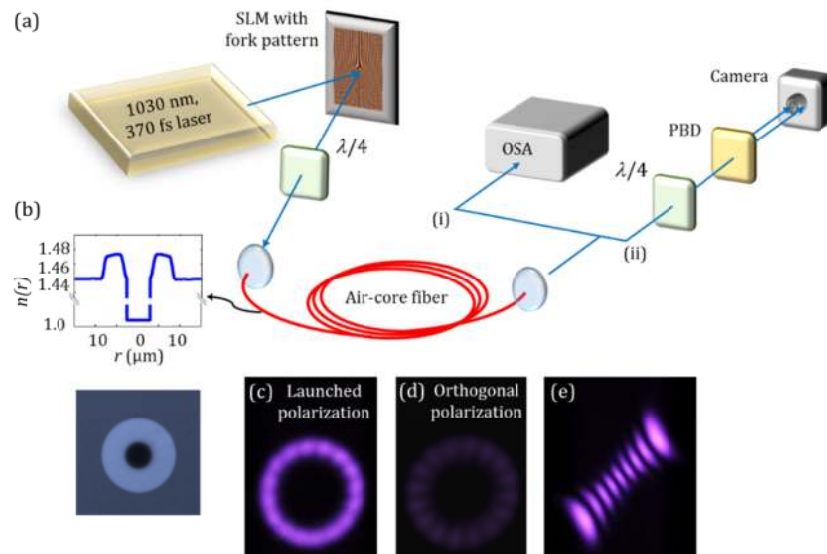 (a)
SLM with
fork pattern
1030 nm,
370 fs laser
λ/4
OSA
Camera
PBD
λ/4
(i)
(ii)
(b)
1.48
1.46
1.44
1.0
n(r)
10 0 10
r (μm)
Air-core fiber
(c) Launched
polarization
(d) Orthogonal
polarization
(e)